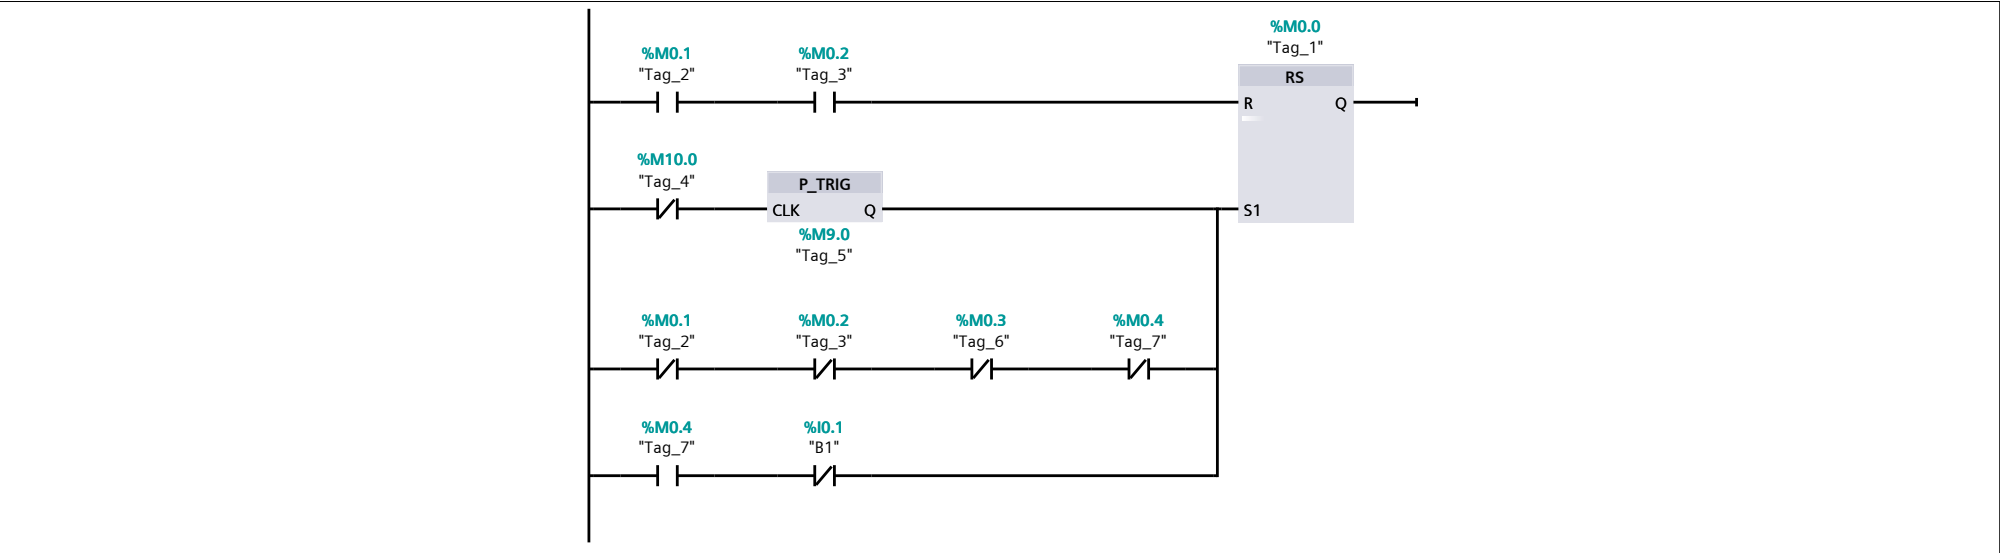 %M0.0
"Tag_1"
%M0.1
%M0.2
"Tag_2"
"Tag_3"
RS
R
Q
%M10.0
"Tag_4"
P_TRIG
CLK
Q
S1
%M9.0
"Tag_5"
%M0.1
%M0.2
%M0.3
%M0.4
"Tag_2"
"Tag_3"
"Tag_6"
"Tag_7"
%M0.4
%I0.1
"Tag_7"
"B1"